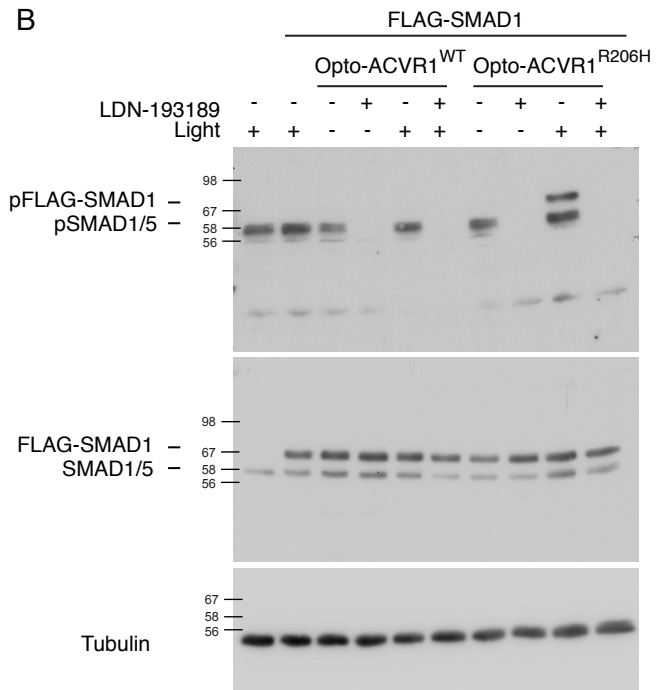 B
FLAG-SMAD1
Opto-ACVR1WT Opto-ACVR1R206H
LDN-193189 - - - + - + - + - +
Light + + - - + + - - + +
98
pFLAG-SMAD1 –
67
pSMAD1/5 – 58
56
98
FLAG-SMAD1 – 67
SMAD1/5 – 58
56
67
58
56
Tubulin